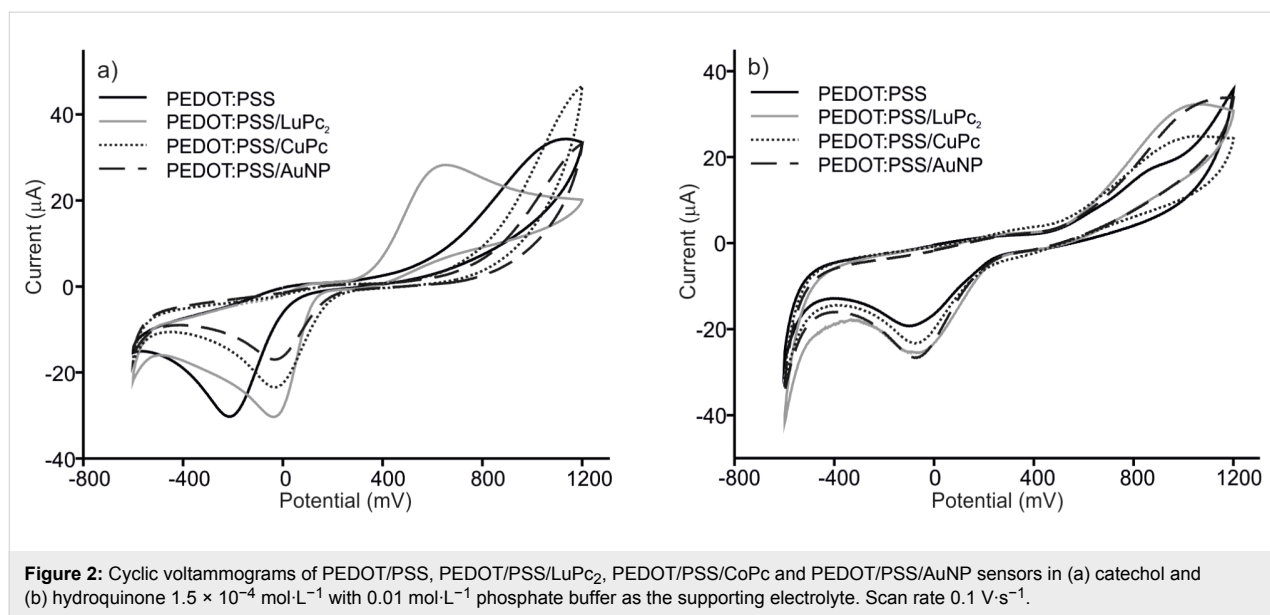 a)
PEDOT:PSS
PEDOT:PSS/LuPc₂
PEDOT:PSS/CuPc
PEDOT:PSS/AuNP
Current (µA)
40
20
0
-20
-40
-800 -400 0 400 800 1200
Potential (mV)
b)
PEDOT:PSS
PEDOT:PSS/LuPc₂
PEDOT:PSS/CuPc
PEDOT:PSS/AuNP
Current (µA)
40
20
0
-20
-40
-800 -400 0 400 800 1200
Potential (mV)
Figure 2: Cyclic voltammograms of PEDOT/PSS, PEDOT/PSS/LuPc₂, PEDOT/PSS/CoPc and PEDOT/PSS/AuNP sensors in (a) catechol and
(b) hydroquinone 1.5 × 10⁻⁴ mol·L⁻¹ with 0.01 mol·L⁻¹ phosphate buffer as the supporting electrolyte. Scan rate 0.1 V·s⁻¹.